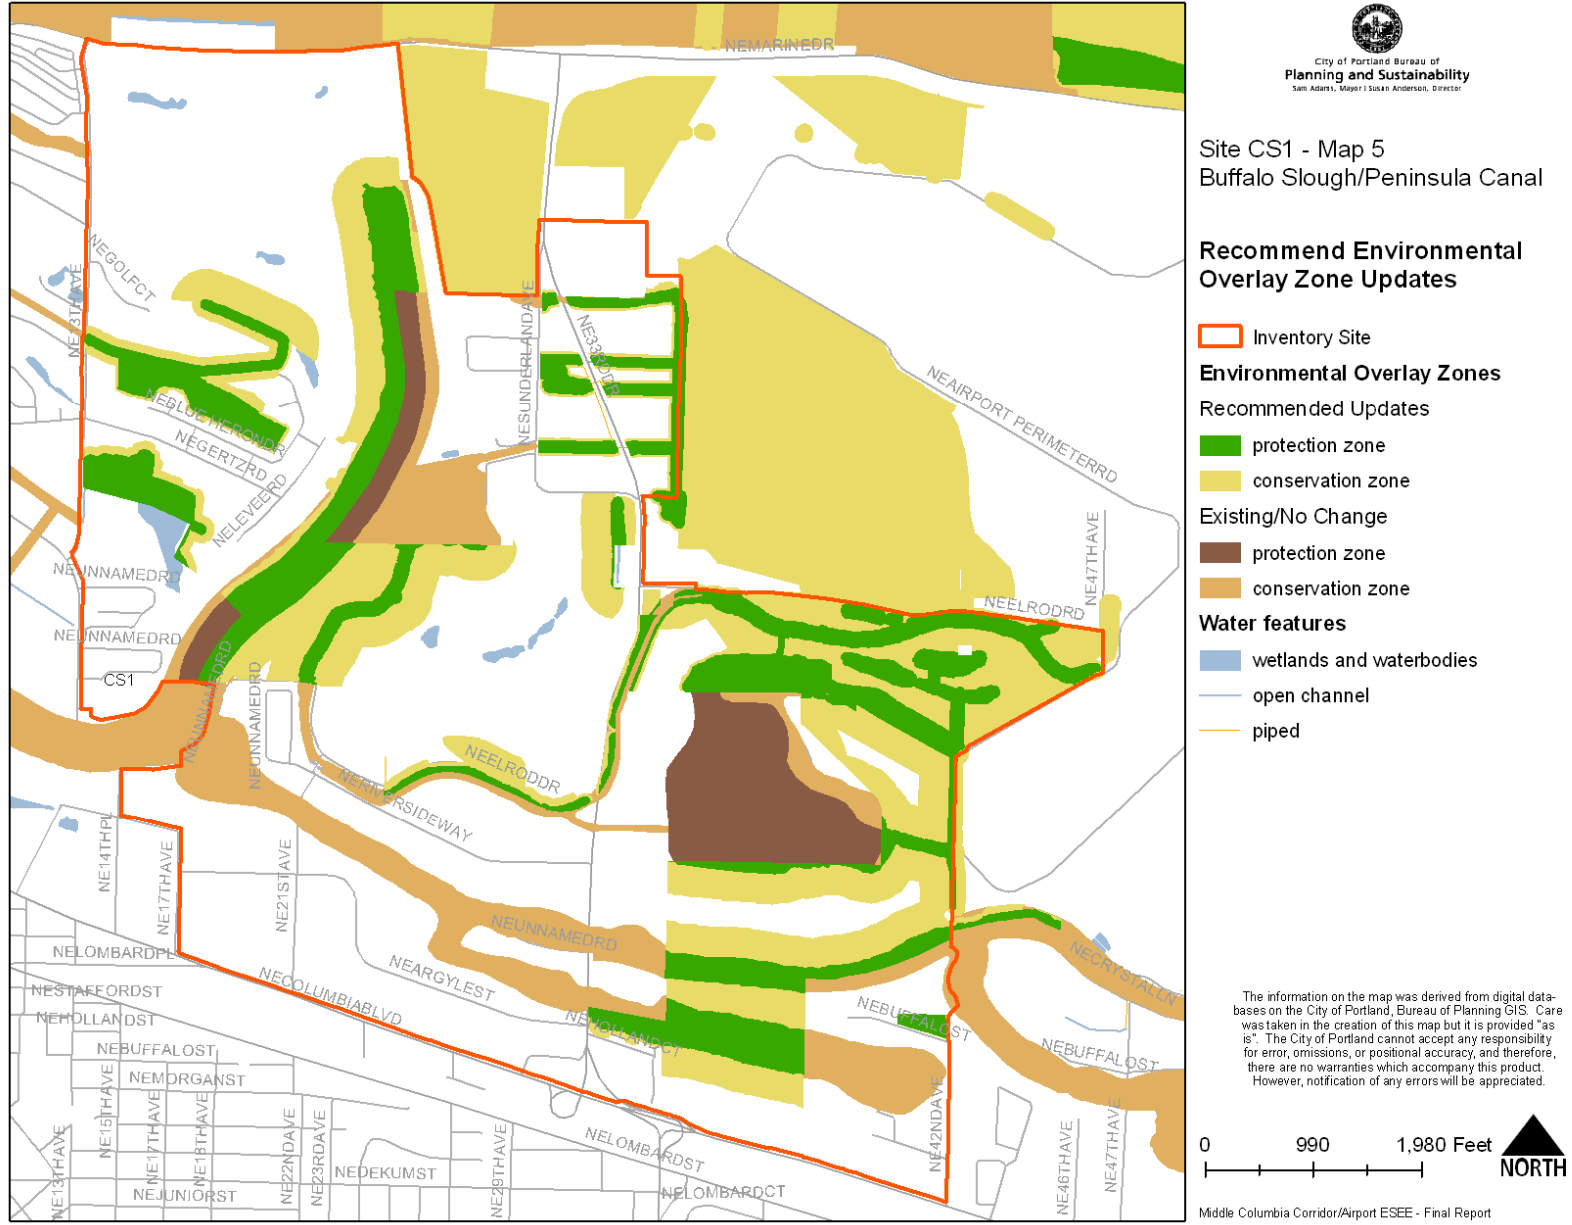 City of Portland Bureau of
Planning and Sustainability
Sam Adams, Mayor I Susan Anderson, Director
Site CS1 - Map 5
Buffalo Slough/Peninsula Canal
Recommend Environmental
Overlay Zone Updates
Inventory Site
Environmental Overlay Zones
Recommended Updates
protection zone
conservation zone
Existing/No Change
protection zone
conservation zone
Water features
wetlands and waterbodies
open channel
piped
The information on the map was derived from digital data-
bases on the City of Portland, Bureau of Planning GIS. Care
was taken in the creation of this map but it is provided "as
is". The City of Portland cannot accept any responsibility
for error, omissions, or positional accuracy, and therefore,
there are no warranties which accompany this product.
However, notification of any errors will be appreciated.
0 990 1,980 Feet
NORTH
Middle Columbia Corridor/Airport ESEE - Final Report
NEMARINEDR
NEGOLFCT
NE13THAVE
NESUNDERLANDAVE
NE33RDDR
NEAIRPORT PERIMETERRD
NEBLUE HERONDR
NEGERTZRD
NELEVEERD
NE47THAVE
NEUNNAMEDRD
NEELRODRD
NEUNNAMEDRD
CS1
NEUNNAMEDRD
NEUNNAMEDRD
NEELRODDR
NERIVERSIDEWAY
NE14THPL
NE17THAVE
NE21STAVE
NEUNNAMEDRD
NELOMBARDPL
NECOLUMBIABLVD
NEARGYLEST
NECRYSTALLN
NESTAFFORDST
NEHOLLANDST
NEHOLLANDCT
NEBUFFALOST
NEBUFFALOST
NEBUFFALOST
NEMORGANST
NE13THAVE
NE15THAVE
NE17THAVE
NE18THAVE
NE22NDAVE
NE23RDAVE
NE29THAVE
NELOMBARDST
NE42NDAVE
NE46THAVE
NE47THAVE
NEDEKUMST
NEJUNIORST
NELOMBARDCT